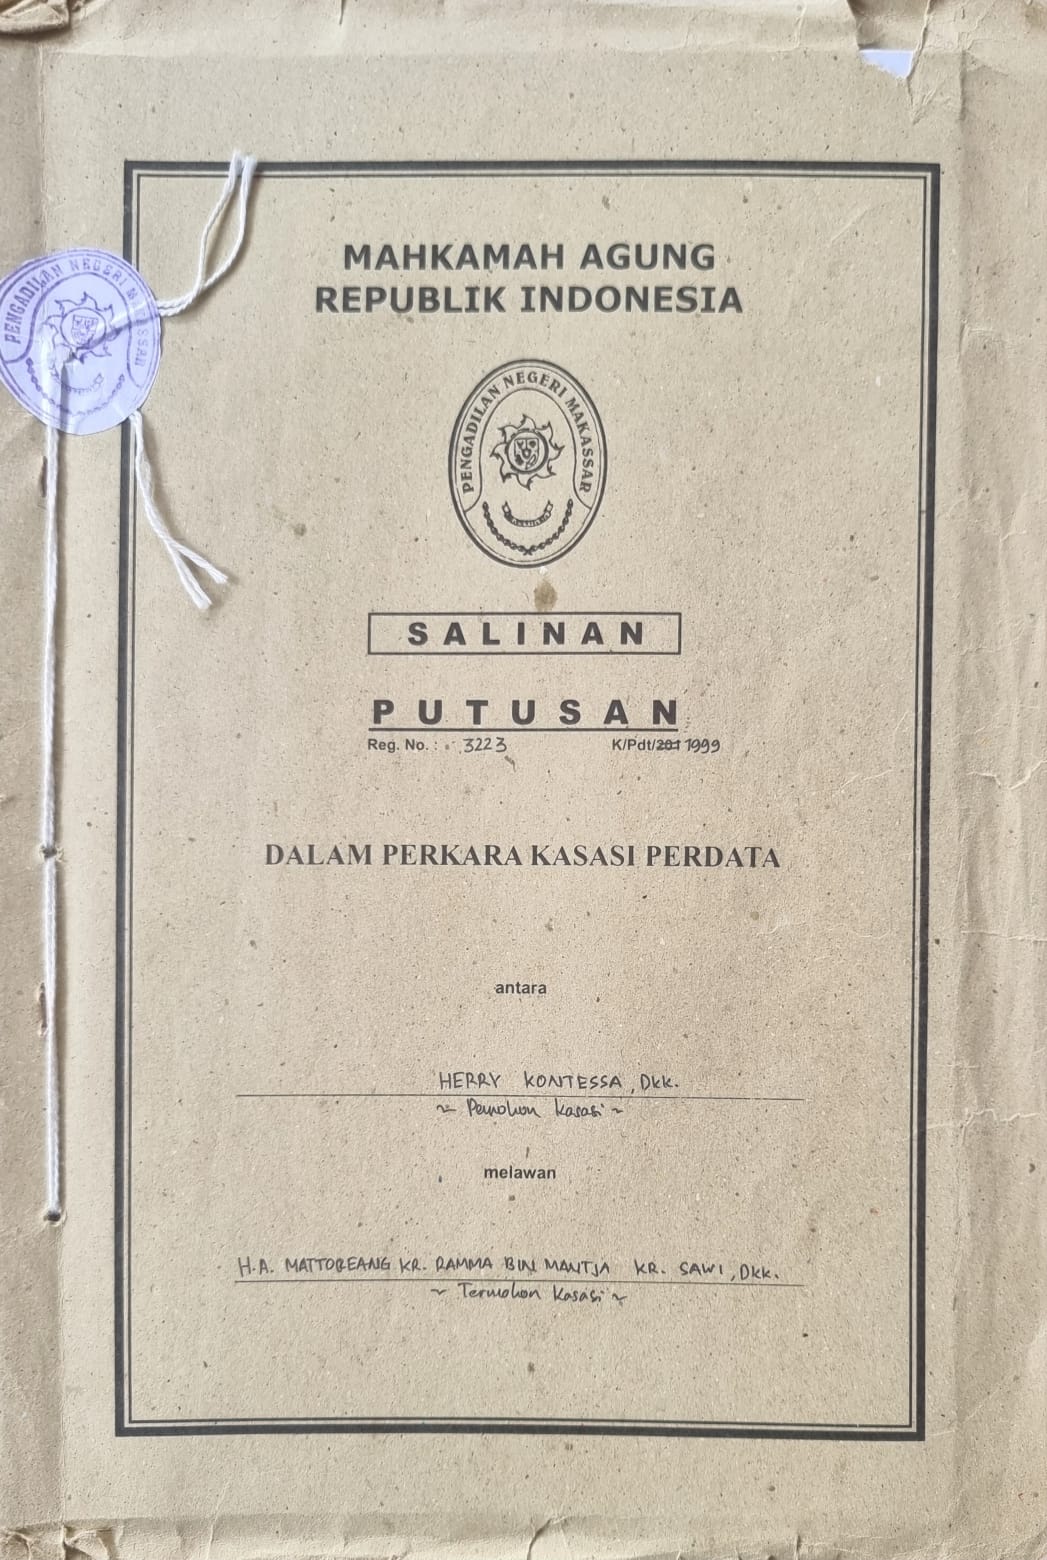 MAHKAMAH AGUNG
REPUBLIK INDONESIA
PENGADILAN NEGERI MAKASSAR
PENGADILAN NEGERI MAKASSAR
SALINAN
PUTUSAN
Reg. No. : 3223 K/Pdt/201 1999
DALAM PERKARA KASASI PERDATA
antara
HERRY KONTESSA, Dkk.
~ Pemohon Kasasi ~
melawan
H.A. MATTOREANG KR. RAMMA BIN MANTJA KR. SAWI, Dkk.
~ Termohon Kasasi ~